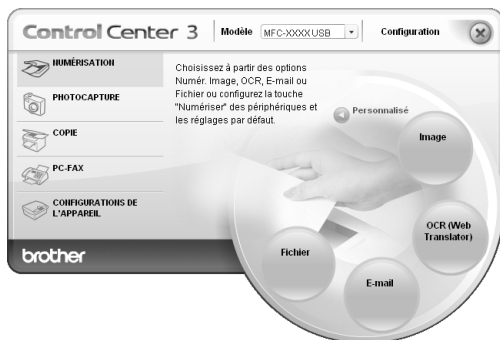 Control Center 3
Modèle MFC-XXXX USB
Configuration
NUMÉRISATION
PHOTOCAPTURE
COPIE
PC-FAX
CONFIGURATIONS DE
L'APPAREIL
Choisissez à partir des options
Numér. Image, OCR, E-mail ou
Fichier ou configurez la touche
"Numériser" des périphériques et
les réglages par défaut.
Personnalisé
Image
OCR (Web
Translator)
E-mail
Fichier
brother